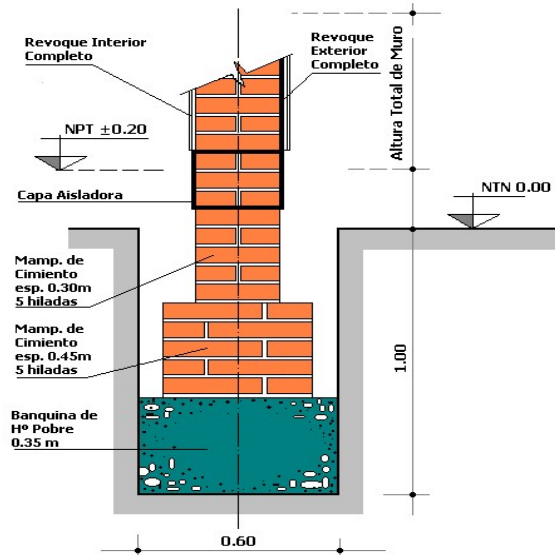 Revoque Interior
Completo
Revoque
Exterior
Completo
Altura Total de Muro
NPT ±0.20
Capa Aisladora
NTN 0.00
Mamp. de
Cimiento
esp. 0.30m
5 hiladas
Mamp. de
Cimiento
esp. 0.45m
5 hiladas
1.00
Banquina de
Hº Pobre
0.35 m
0.60